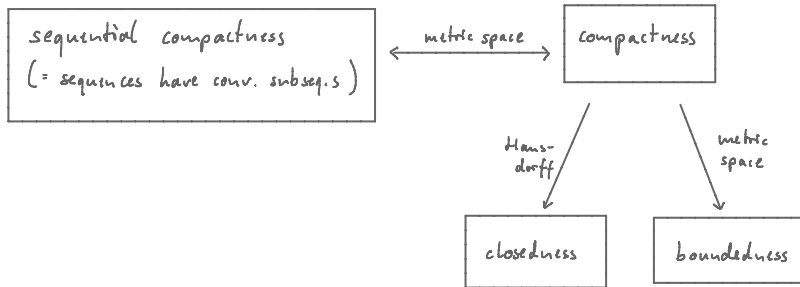 sequential compactness
(= sequences have conv. subseq.s)
metric space
compactness
Haus-
dorff
metric
space
closedness
boundedness